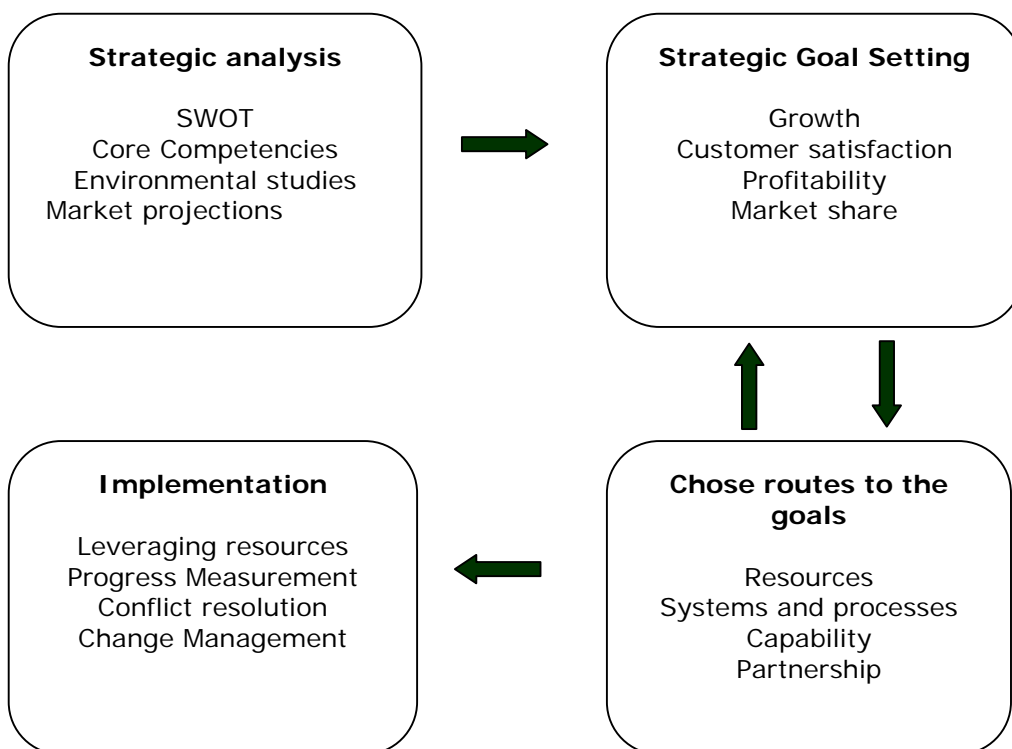 Strategic analysis
SWOT
Core Competencies
Environmental studies
Market projections
Strategic Goal Setting
Growth
Customer satisfaction
Profitability
Market share
Implementation
Leveraging resources
Progress Measurement
Conflict resolution
Change Management
Chose routes to the
goals
Resources
Systems and processes
Capability
Partnership